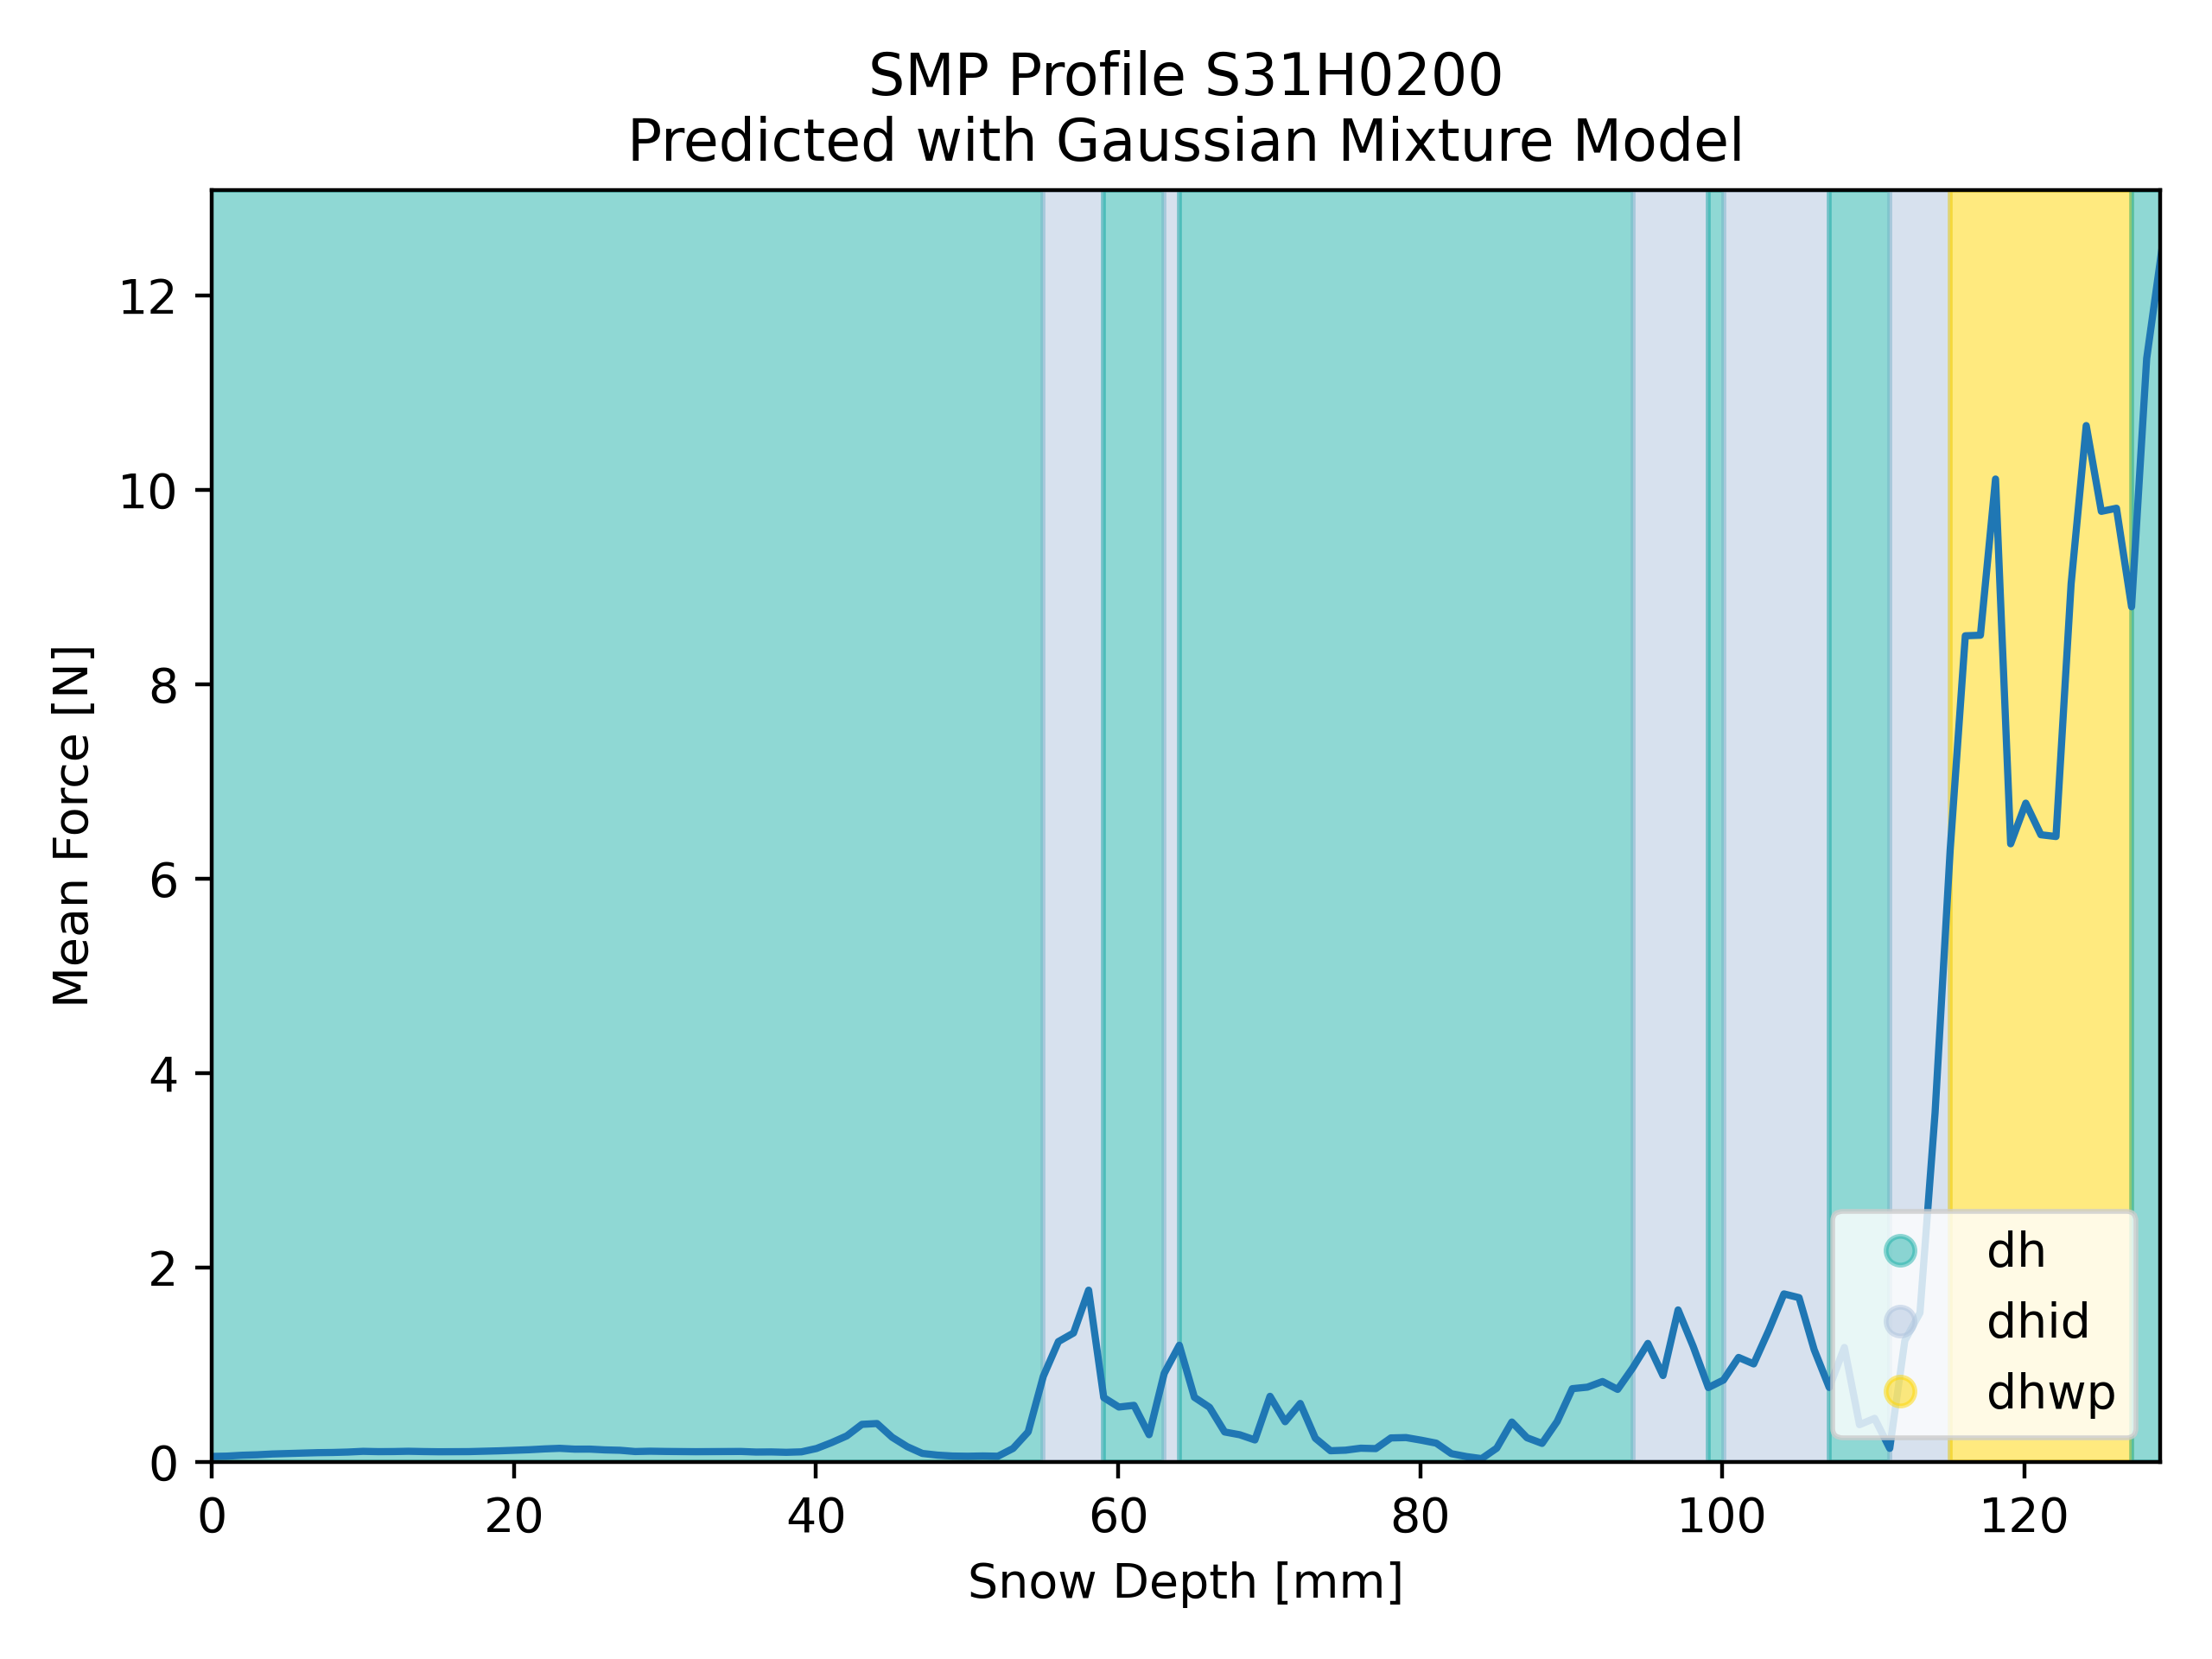 SMP Profile S31H0200
Predicted with Gaussian Mixture Model
Mean Force [N]
12
10
8
6
4
2
0
0 20 40 60 80 100 120
Snow Depth [mm]
dh
dhid
dhwp